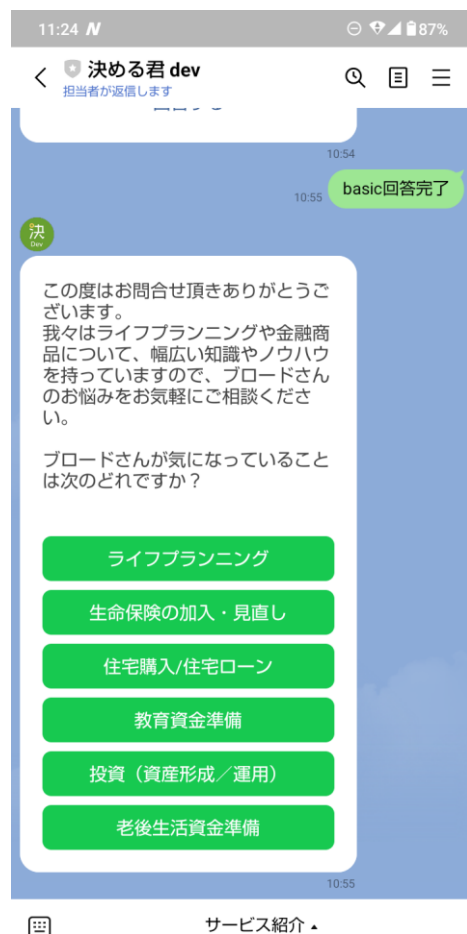 11:24 N 87%
決める君 dev
担当者が返信します
10:54
10:55 basic回答完了
決
Dev
この度はお問合せ頂きありがとうご
ざいます。
我々はライフプランニングや金融商
品について、幅広い知識やノウハウ
を持っていますので、ブロードさん
のお悩みをお気軽にご相談くださ
い。
ブロードさんが気になっていること
は次のどれですか？
ライフプランニング
生命保険の加入・見直し
住宅購入/住宅ローン
教育資金準備
投資（資産形成／運用）
老後生活資金準備
10:55
サービス紹介